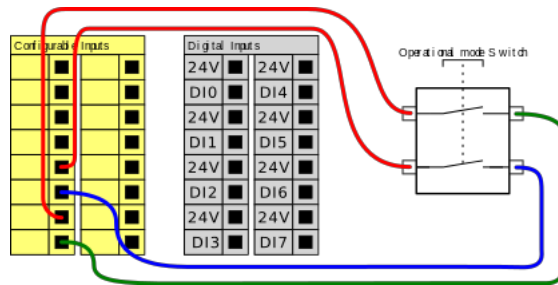 Configurable Inputs
Digital Inputs
Operational mode Switch
24V 24V
DI0 DI4
24V 24V
DI1 DI5
24V 24V
DI2 DI6
24V 24V
DI3 DI7